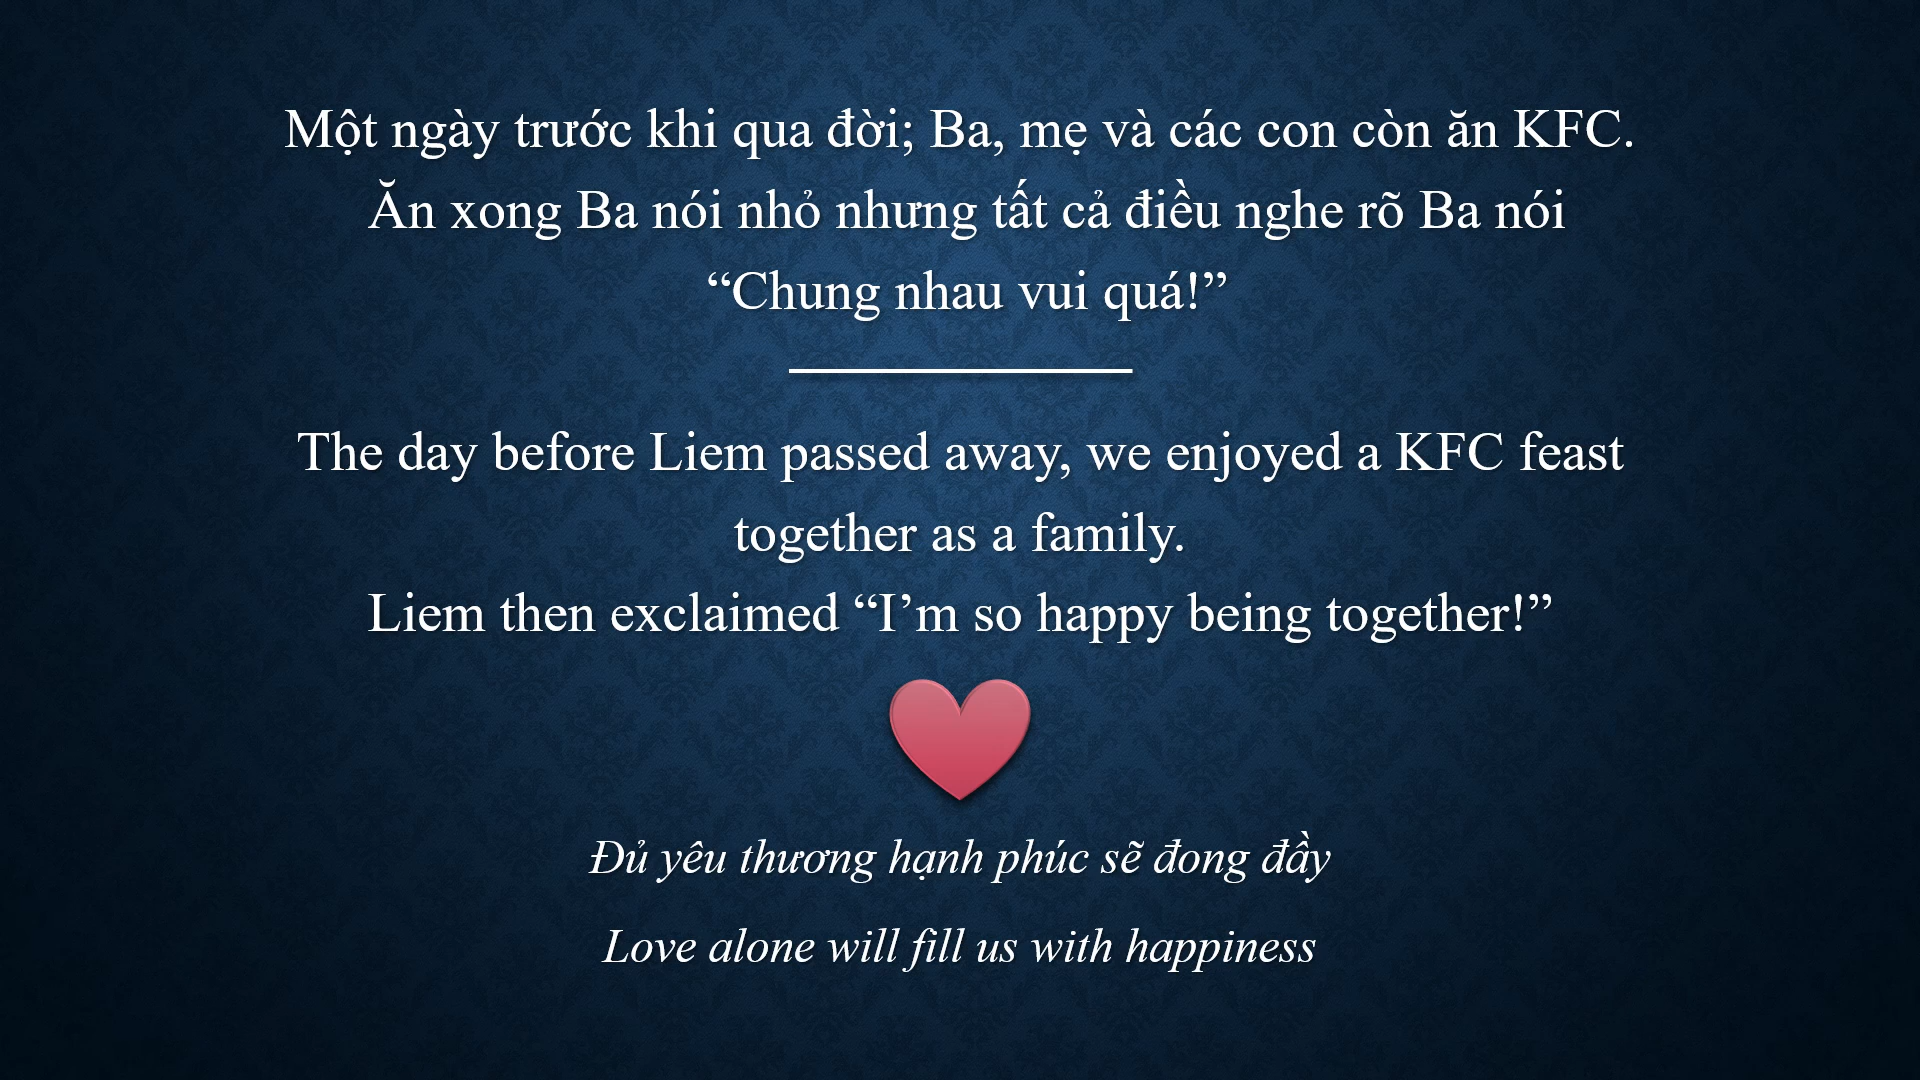 Một ngày trước khi qua đời; Ba, mẹ và các con còn ăn KFC.
Ăn xong Ba nói nhỏ nhưng tất cả điều nghe rõ Ba nói
“Chung nhau vui quá!”
The day before Liem passed away, we enjoyed a KFC feast
together as a family.
Liem then exclaimed “I’m so happy being together!”
Đủ yêu thương hạnh phúc sẽ đong đầy
Love alone will fill us with happiness